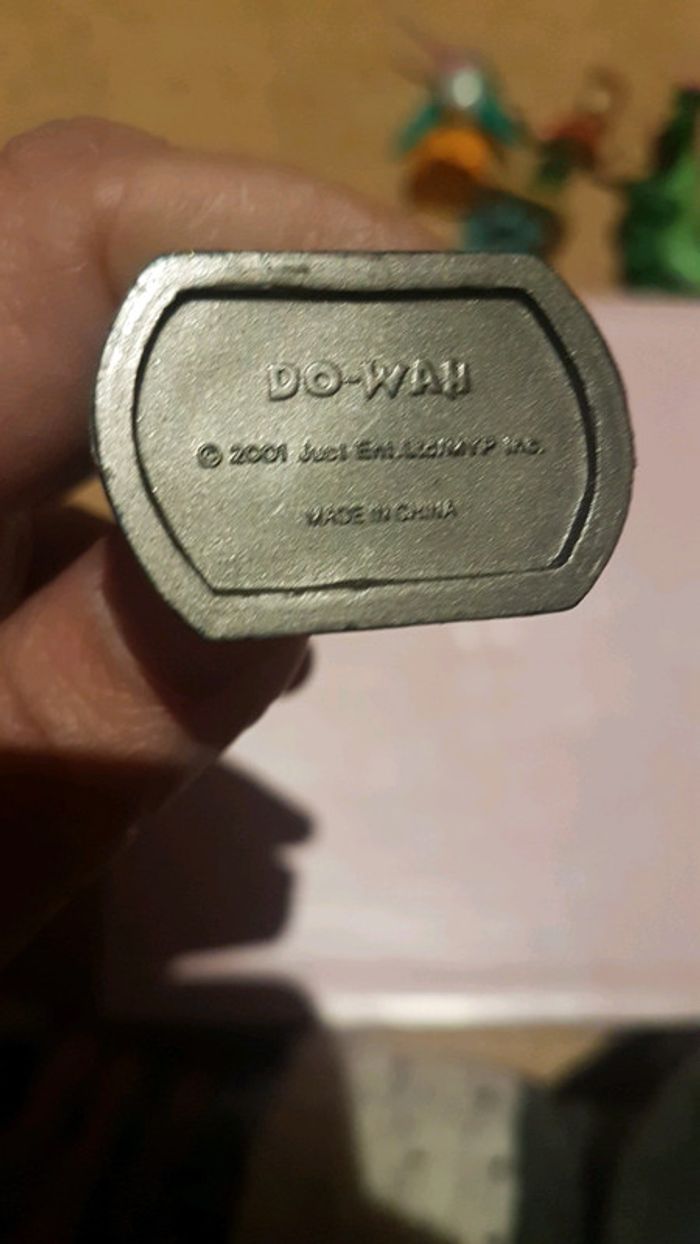 DO-WAH
© 2001 Just Ent.Ltd/MYP Inc.
MADE IN CHINA